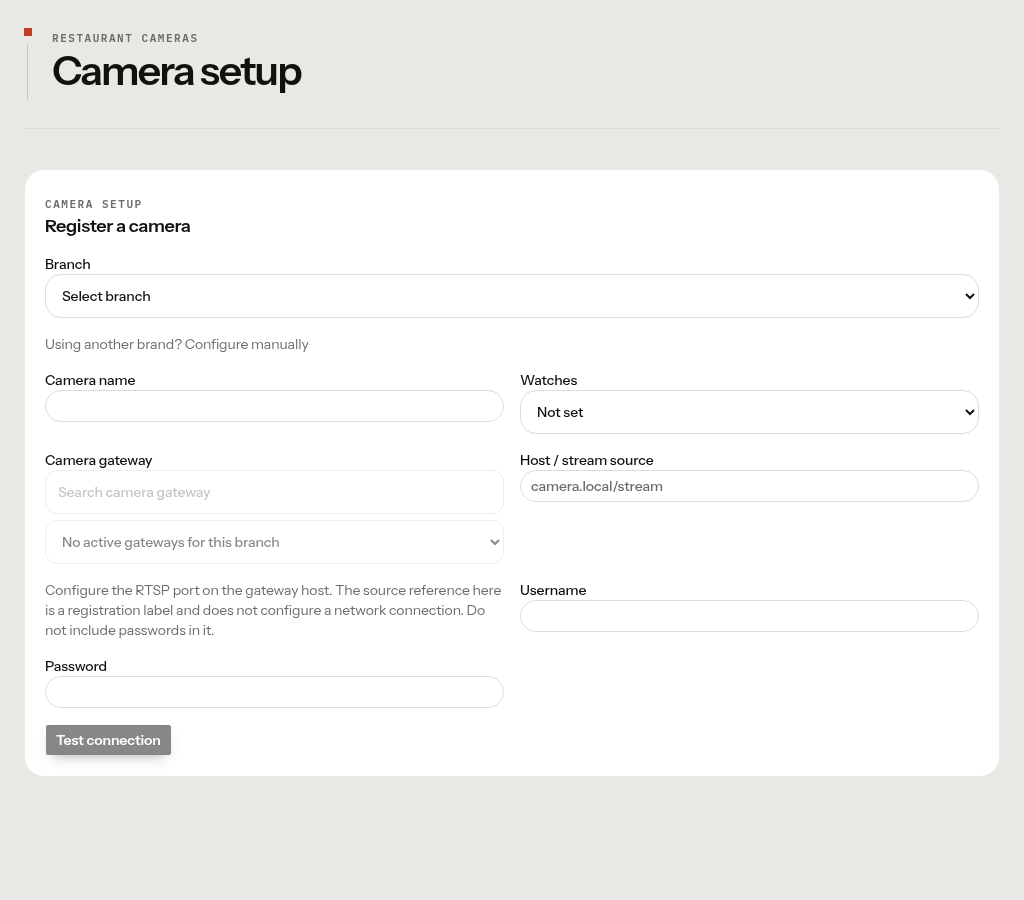 RESTAURANT CAMERAS
Camera setup
CAMERA SETUP
Register a camera
Branch
Select branch
Using another brand? Configure manually
Camera name
Watches
Not set
Camera gateway
Search camera gateway
No active gateways for this branch
Host / stream source
camera.local/stream
Configure the RTSP port on the gateway host. The source reference here
is a registration label and does not configure a network connection. Do
not include passwords in it.
Username
Password
Test connection